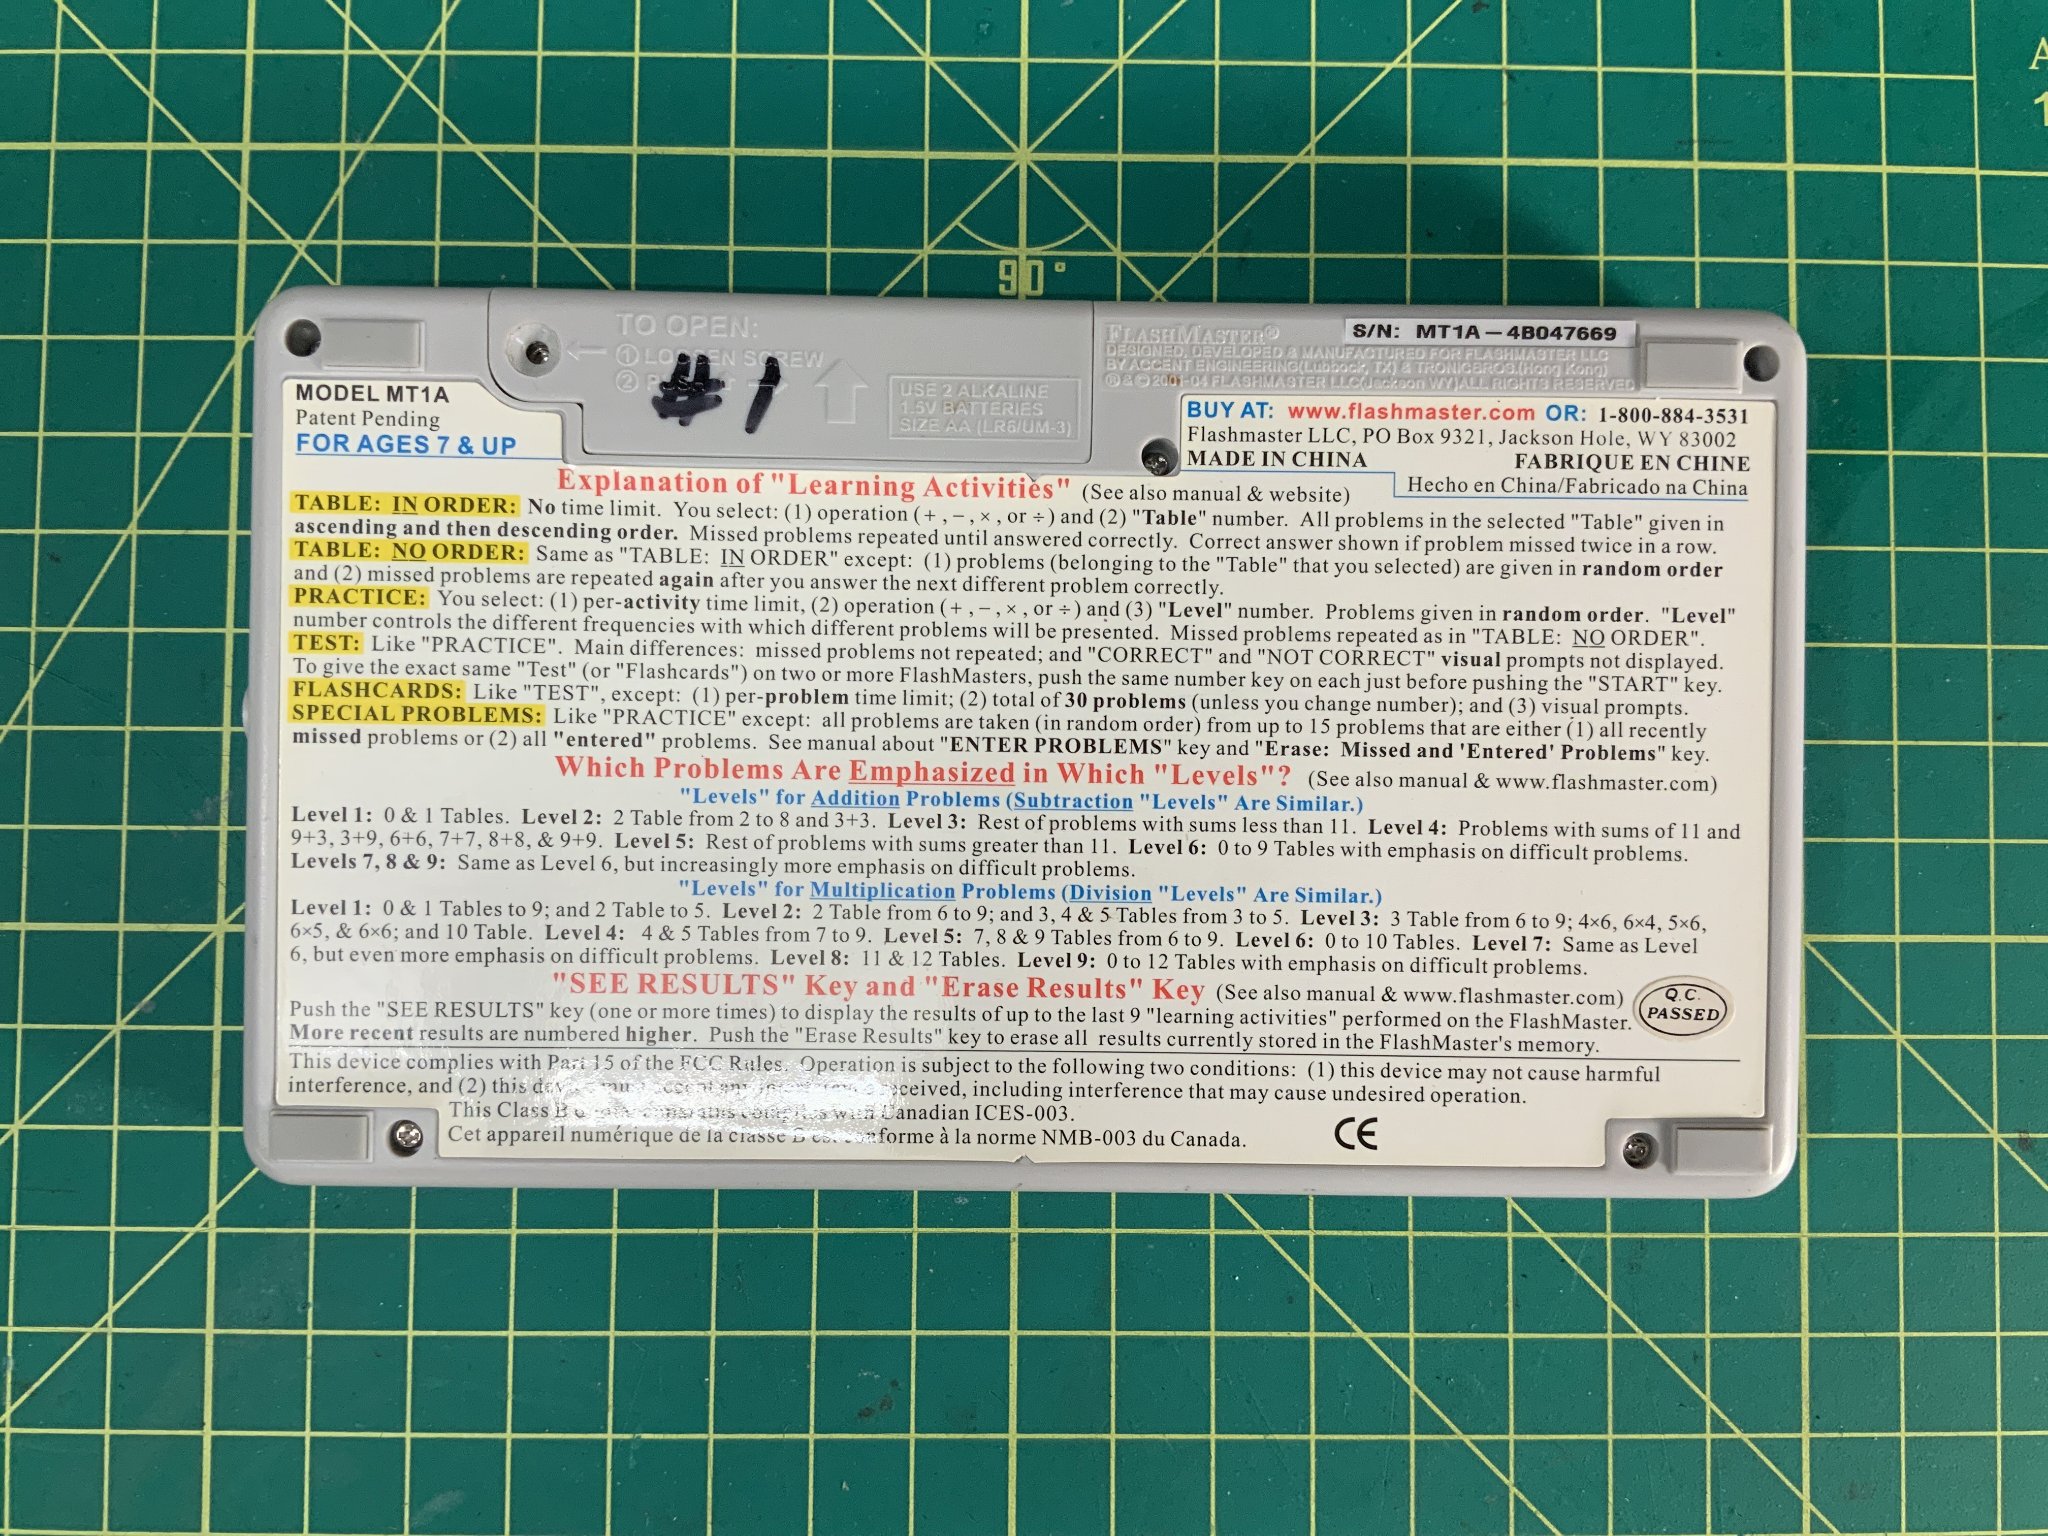 90°
A
1
TO OPEN:
① LOOSEN SCREW
②
#1
USE 2 ALKALINE
1.5V BATTERIES
SIZE AA (LR6/UM-3)
FLASHMASTER®
S/N: MT1A－4B047669
DESIGNED, DEVELOPED & MANUFACTURED FOR FLASHMASTER LLC
BY ACCENT ENGINEERING(Lubbock, TX) & TRONICBROS.(Hong Kong)
® & © 2001-04 FLASHMASTER LLC(Jackson WY)ALL RIGHTS RESERVED
MODEL MT1A
Patent Pending
FOR AGES 7 & UP
BUY AT: www.flashmaster.com OR: 1-800-884-3531
Flashmaster LLC, PO Box 9321, Jackson Hole, WY 83002
MADE IN CHINA FABRIQUE EN CHINE
Hecho en China/Fabricado na China
Explanation of "Learning Activities" (See also manual & website)
TABLE: IN ORDER: No time limit. You select: (1) operation (+ , − , × , or ÷) and (2) "Table" number. All problems in the selected "Table" given in
ascending and then descending order. Missed problems repeated until answered correctly. Correct answer shown if problem missed twice in a row.
TABLE: NO ORDER: Same as "TABLE: IN ORDER" except: (1) problems (belonging to the "Table" that you selected) are given in random order
and (2) missed problems are repeated again after you answer the next different problem correctly.
PRACTICE: You select: (1) per-activity time limit, (2) operation (+ , − , × , or ÷) and (3) "Level" number. Problems given in random order. "Level"
number controls the different frequencies with which different problems will be presented. Missed problems repeated as in "TABLE: NO ORDER".
TEST: Like "PRACTICE". Main differences: missed problems not repeated; and "CORRECT" and "NOT CORRECT" visual prompts not displayed.
To give the exact same "Test" (or "Flashcards") on two or more FlashMasters, push the same number key on each just before pushing the "START" key.
FLASHCARDS: Like "TEST", except: (1) per-problem time limit; (2) total of 30 problems (unless you change number); and (3) visual prompts.
SPECIAL PROBLEMS: Like "PRACTICE" except: all problems are taken (in random order) from up to 15 problems that are either (1) all recently
missed problems or (2) all "entered" problems. See manual about "ENTER PROBLEMS" key and "Erase: Missed and 'Entered' Problems" key.
Which Problems Are Emphasized in Which "Levels"? (See also manual & www.flashmaster.com)
"Levels" for Addition Problems (Subtraction "Levels" Are Similar.)
Level 1: 0 & 1 Tables. Level 2: 2 Table from 2 to 8 and 3+3. Level 3: Rest of problems with sums less than 11. Level 4: Problems with sums of 11 and
9+3, 3+9, 6+6, 7+7, 8+8, & 9+9. Level 5: Rest of problems with sums greater than 11. Level 6: 0 to 9 Tables with emphasis on difficult problems.
Levels 7, 8 & 9: Same as Level 6, but increasingly more emphasis on difficult problems.
"Levels" for Multiplication Problems (Division "Levels" Are Similar.)
Level 1: 0 & 1 Tables to 9; and 2 Table to 5. Level 2: 2 Table from 6 to 9; and 3, 4 & 5 Tables from 3 to 5. Level 3: 3 Table from 6 to 9; 4×6, 6×4, 5×6,
6×5, & 6×6; and 10 Table. Level 4: 4 & 5 Tables from 7 to 9. Level 5: 7, 8 & 9 Tables from 6 to 9. Level 6: 0 to 10 Tables. Level 7: Same as Level
6, but even more emphasis on difficult problems. Level 8: 11 & 12 Tables. Level 9: 0 to 12 Tables with emphasis on difficult problems.
"SEE RESULTS" Key and "Erase Results" Key (See also manual & www.flashmaster.com)
Q.C.
PASSED
Push the "SEE RESULTS" key (one or more times) to display the results of up to the last 9 "learning activities" performed on the FlashMaster.
More recent results are numbered higher. Push the "Erase Results" key to erase all results currently stored in the FlashMaster's memory.
This device complies with Part 15 of the FCC Rules. Operation is subject to the following two conditions: (1) this device may not cause harmful
interference, and (2) this device must accept any received, including interference that may cause undesired operation.
This Class B complies with Canadian ICES-003.
Cet appareil numérique de la classe B est conforme à la norme NMB-003 du Canada.
CE